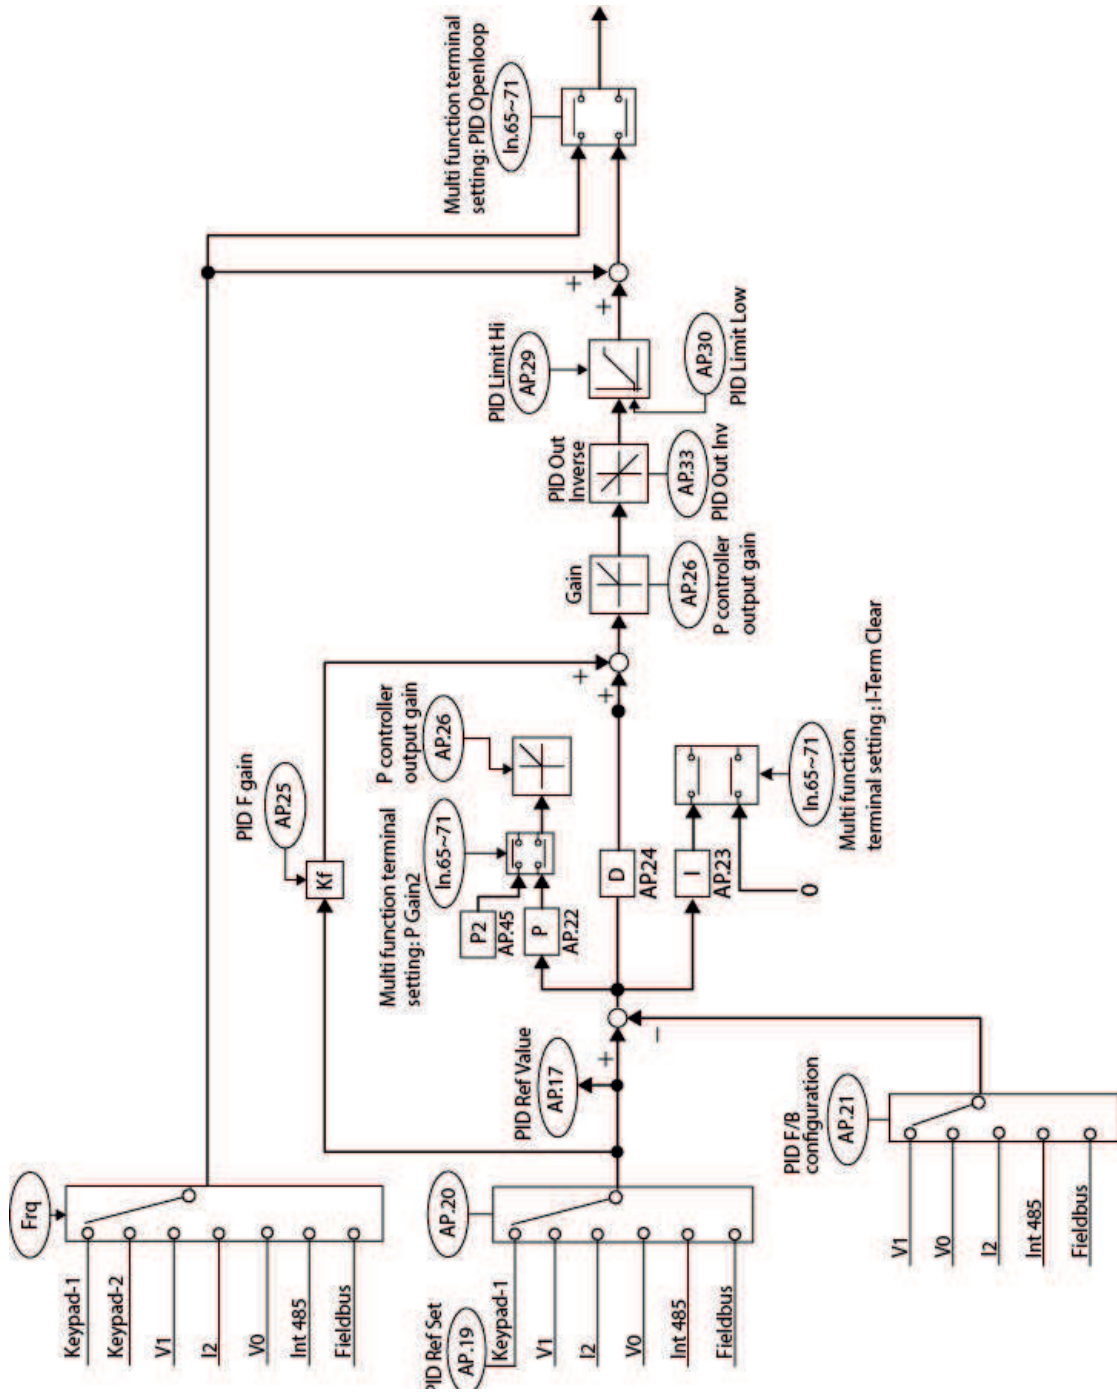 Multi function terminal
setting: PID Openloop
In.65~71
PID Limit Hi
AP.29
AP.30
PID Limit Low
PID Out
Inverse
AP.33
PID Out Inv
Gain
AP.26
P controller
output gain
PID F gain
AP.25
Kf
P controller
output gain
AP.26
Multi function terminal
setting: P Gain2
In.65~71
P2
AP.45
P
AP.22
D
AP.24
I
AP.23
0
In.65~71
Multi function
terminal setting: I-Term Clear
+
+
+
+
PID Ref Value
AP.17
+
−
PID F/B
configuration
AP.21
V1
V0
I2
Int 485
Fieldbus
Frq
Keypad-1
Keypad-2
V1
I2
V0
Int 485
Fieldbus
AP.20
PID Ref Set
AP.19
Keypad-1
V1
I2
V0
Int 485
Fieldbus